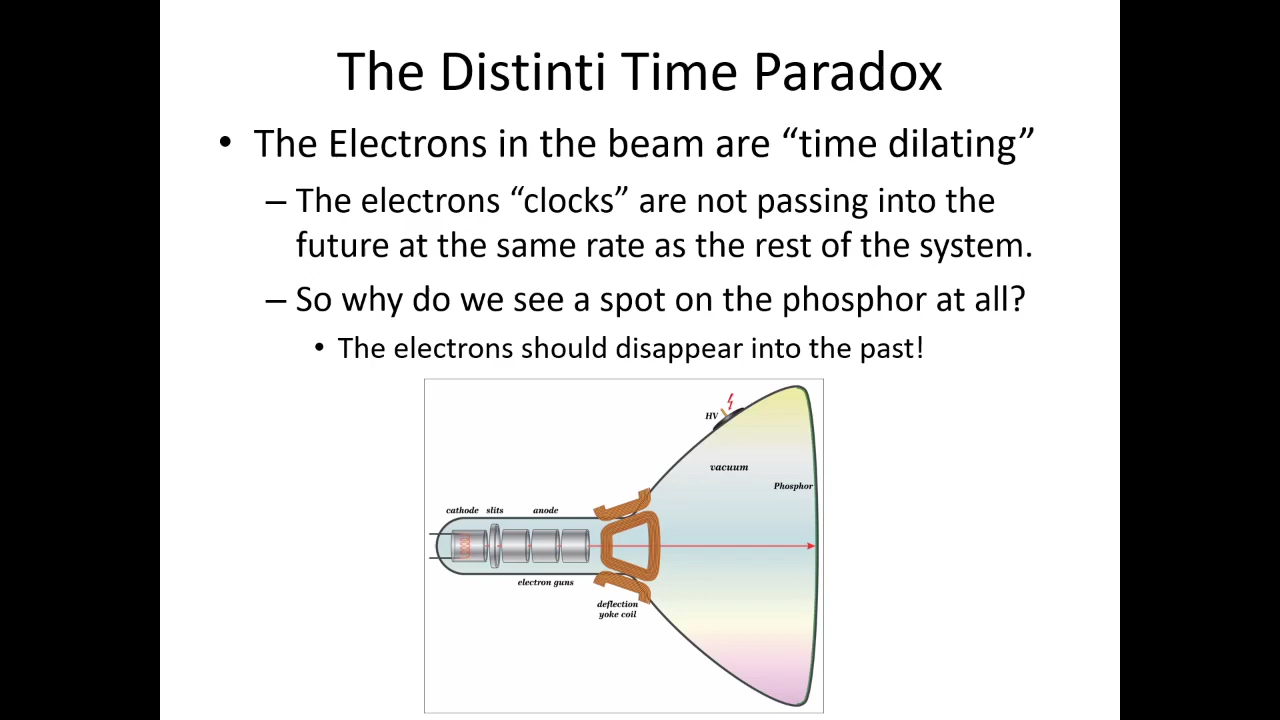 The Distinti Time Paradox
• The Electrons in the beam are “time dilating”
– The electrons “clocks” are not passing into the
future at the same rate as the rest of the system.
– So why do we see a spot on the phosphor at all?
• The electrons should disappear into the past!
HV
vacuum
Phosphor
cathode slits anode
electron guns
deflection
yoke coil